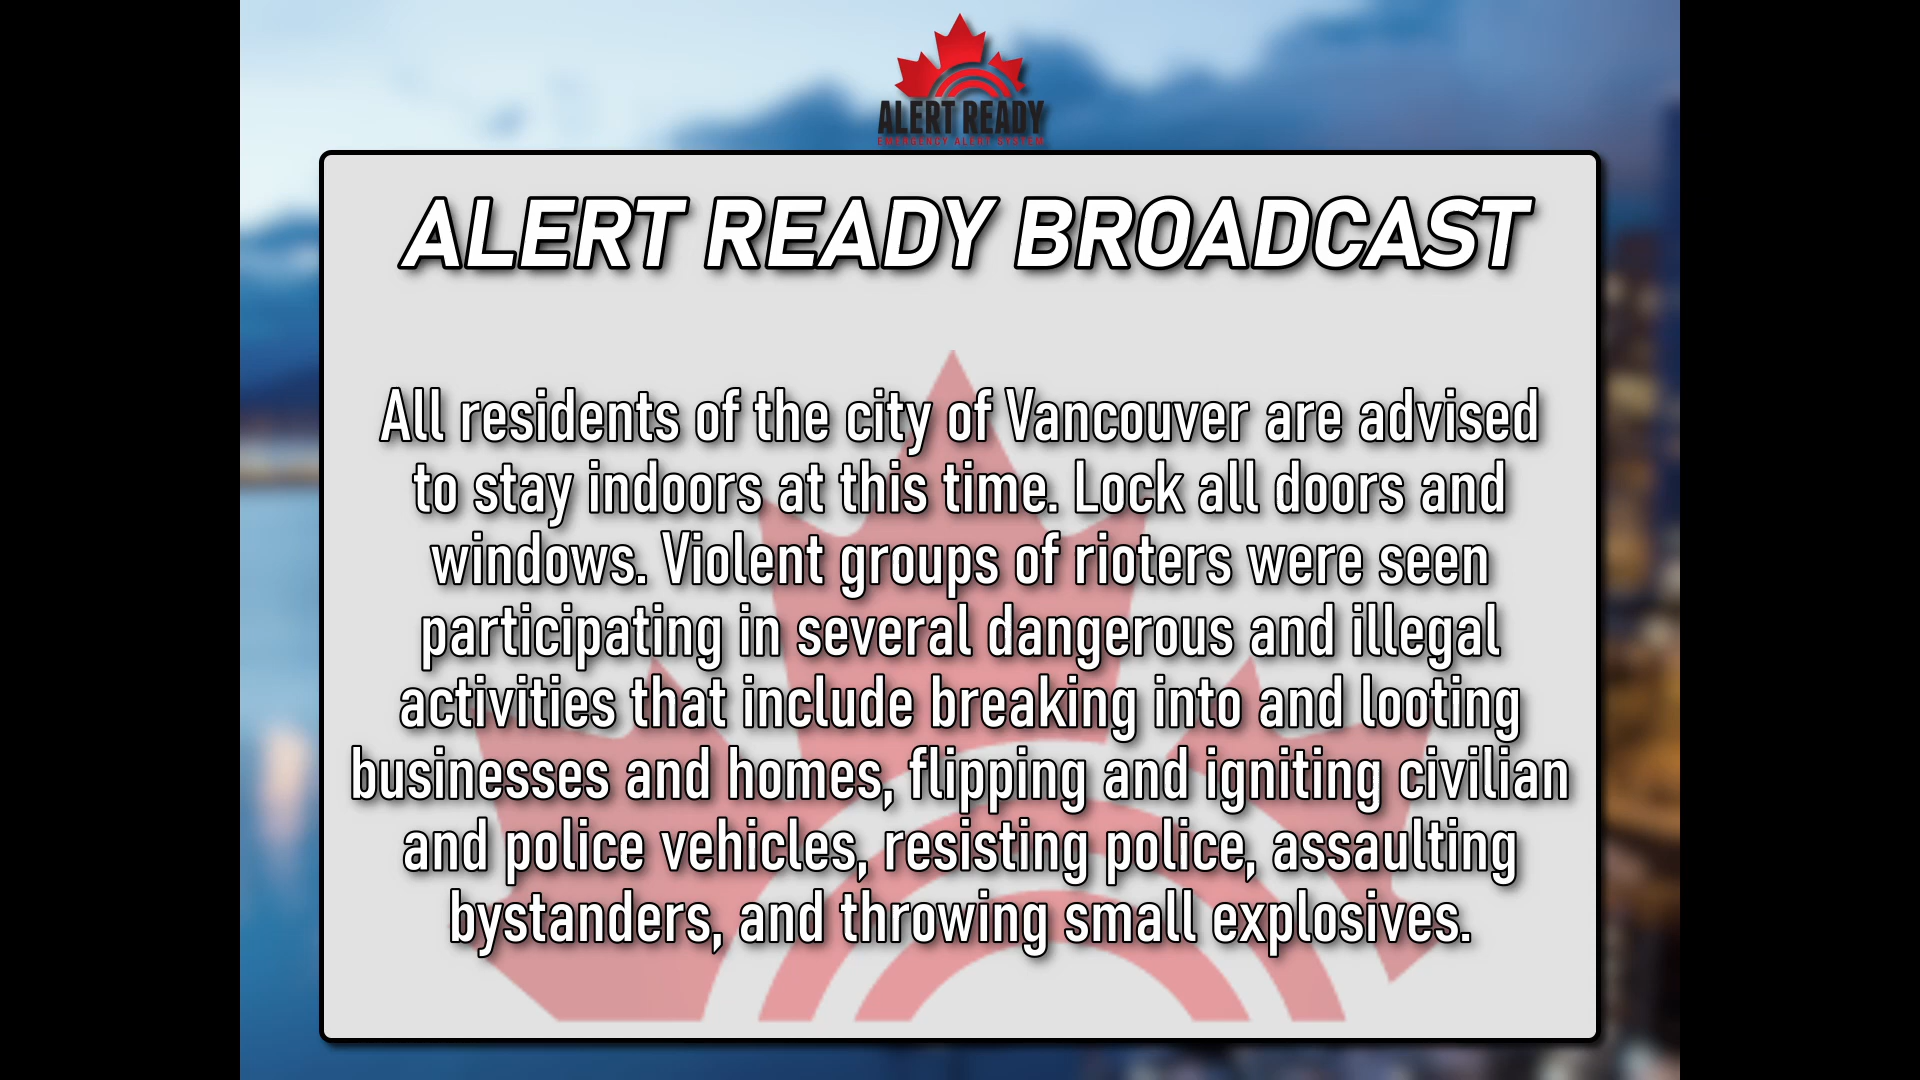 ALERT READY
EMERGENCY ALERT SYSTEM
ALERT READY BROADCAST
All residents of the city of Vancouver are advised
to stay indoors at this time. Lock all doors and
windows. Violent groups of rioters were seen
participating in several dangerous and illegal
activities that include breaking into and looting
businesses and homes, flipping and igniting civilian
and police vehicles, resisting police, assaulting
bystanders, and throwing small explosives.